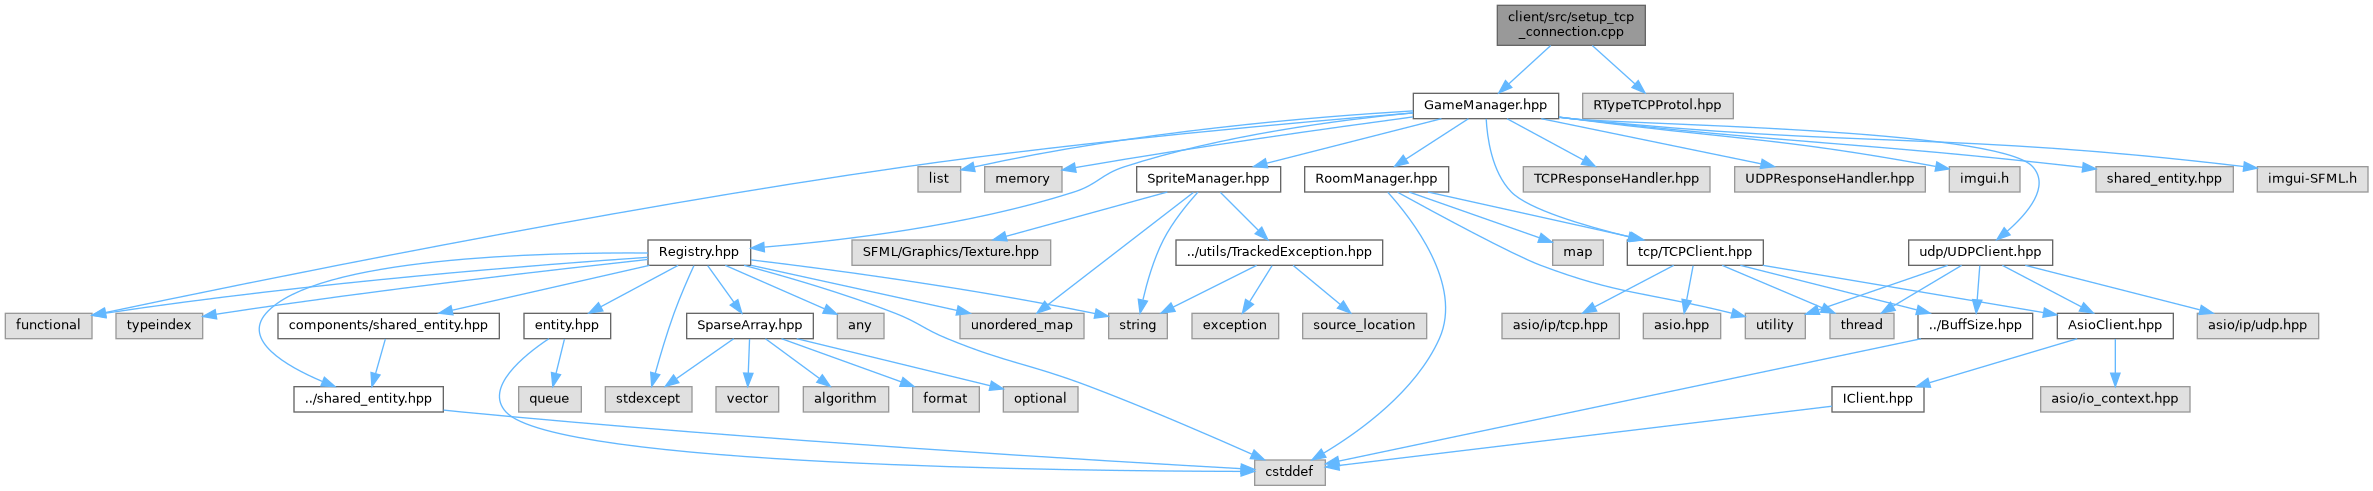 client/src/setup_tcp
_connection.cpp
GameManager.hpp
RTypeTCPProtol.hpp
list
memory
SpriteManager.hpp
RoomManager.hpp
TCPResponseHandler.hpp
UDPResponseHandler.hpp
imgui.h
shared_entity.hpp
imgui-SFML.h
Registry.hpp
SFML/Graphics/Texture.hpp
../utils/TrackedException.hpp
map
tcp/TCPClient.hpp
udp/UDPClient.hpp
functional
typeindex
components/shared_entity.hpp
entity.hpp
SparseArray.hpp
any
unordered_map
string
exception
source_location
asio/ip/tcp.hpp
asio.hpp
utility
thread
../BuffSize.hpp
AsioClient.hpp
asio/ip/udp.hpp
../shared_entity.hpp
queue
stdexcept
vector
algorithm
format
optional
IClient.hpp
asio/io_context.hpp
cstddef